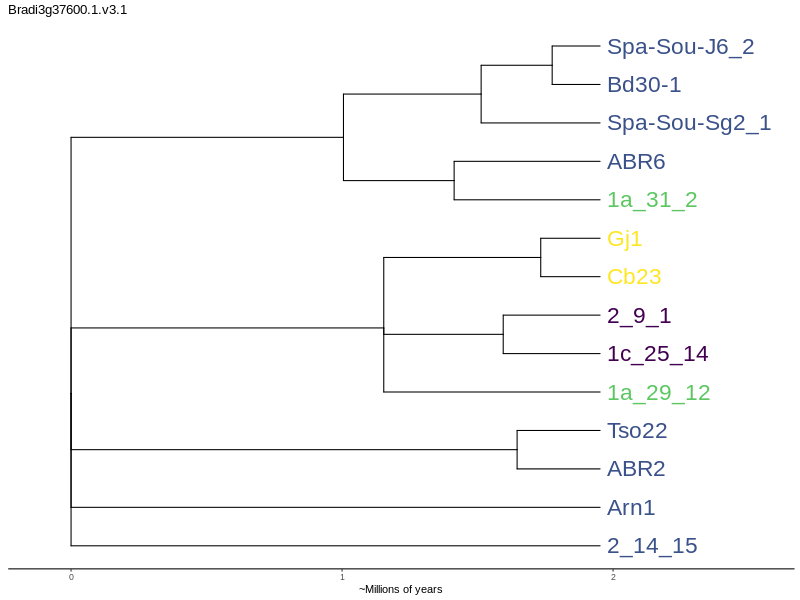 Bradi3g37600.1.v3.1
Spa-Sou-J6_2
Bd30-1
Spa-Sou-Sg2_1
ABR6
1a_31_2
Gj1
Cb23
2_9_1
1c_25_14
1a_29_12
Tso22
ABR2
Arn1
2_14_15
0 1 2
~Millions of years